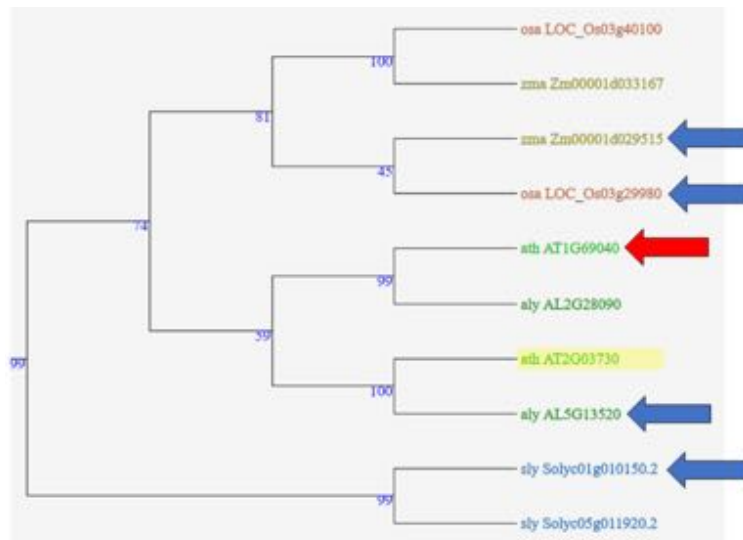 osa LOC_Os03g40100
100
zma Zm00001d033167
81
zma Zm00001d029515
45
osa LOC_Os03g29980
74
ath AT1G69040
99
aly AL2G28090
59
ath AT2G03730
99
100
aly AL5G13520
sly Solyc01g010150.2
99
sly Solyc05g011920.2